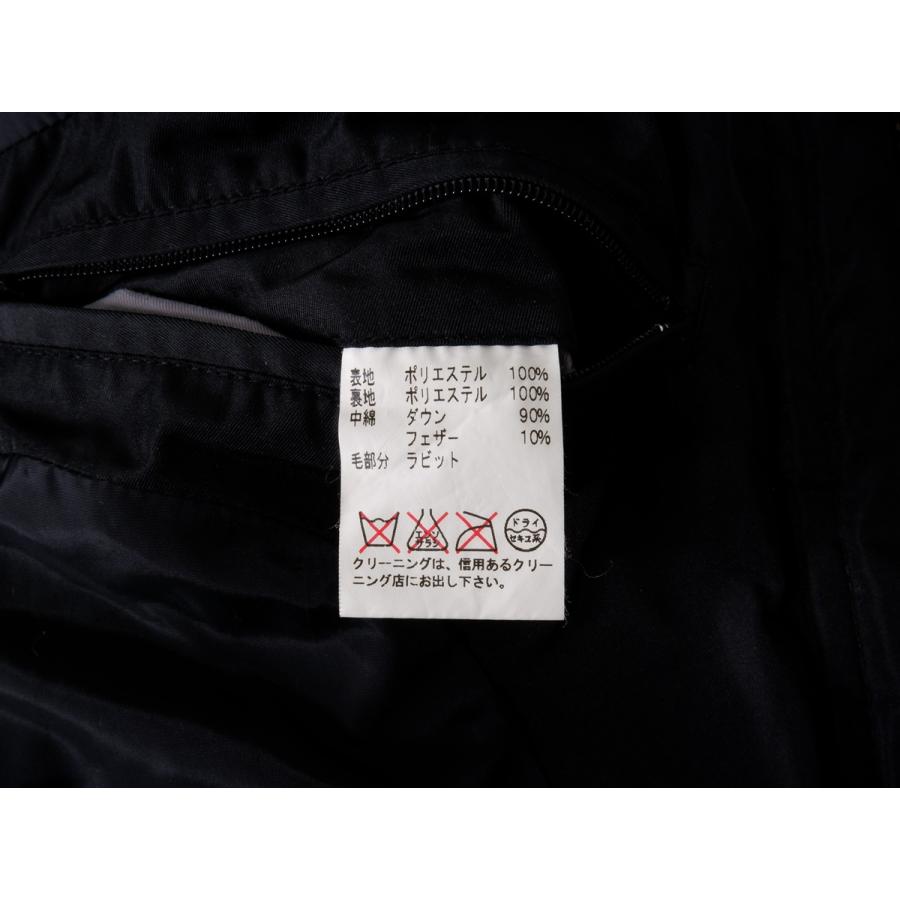 表地 ポリエステル 100%
裏地 ポリエステル 100%
中綿 ダウン 90%
フェザー 10%
毛部分 ラビット
エンソ サラシ ドライ セキユ系
クリーニングは、信用あるクリー
ニング店にお出し下さい。